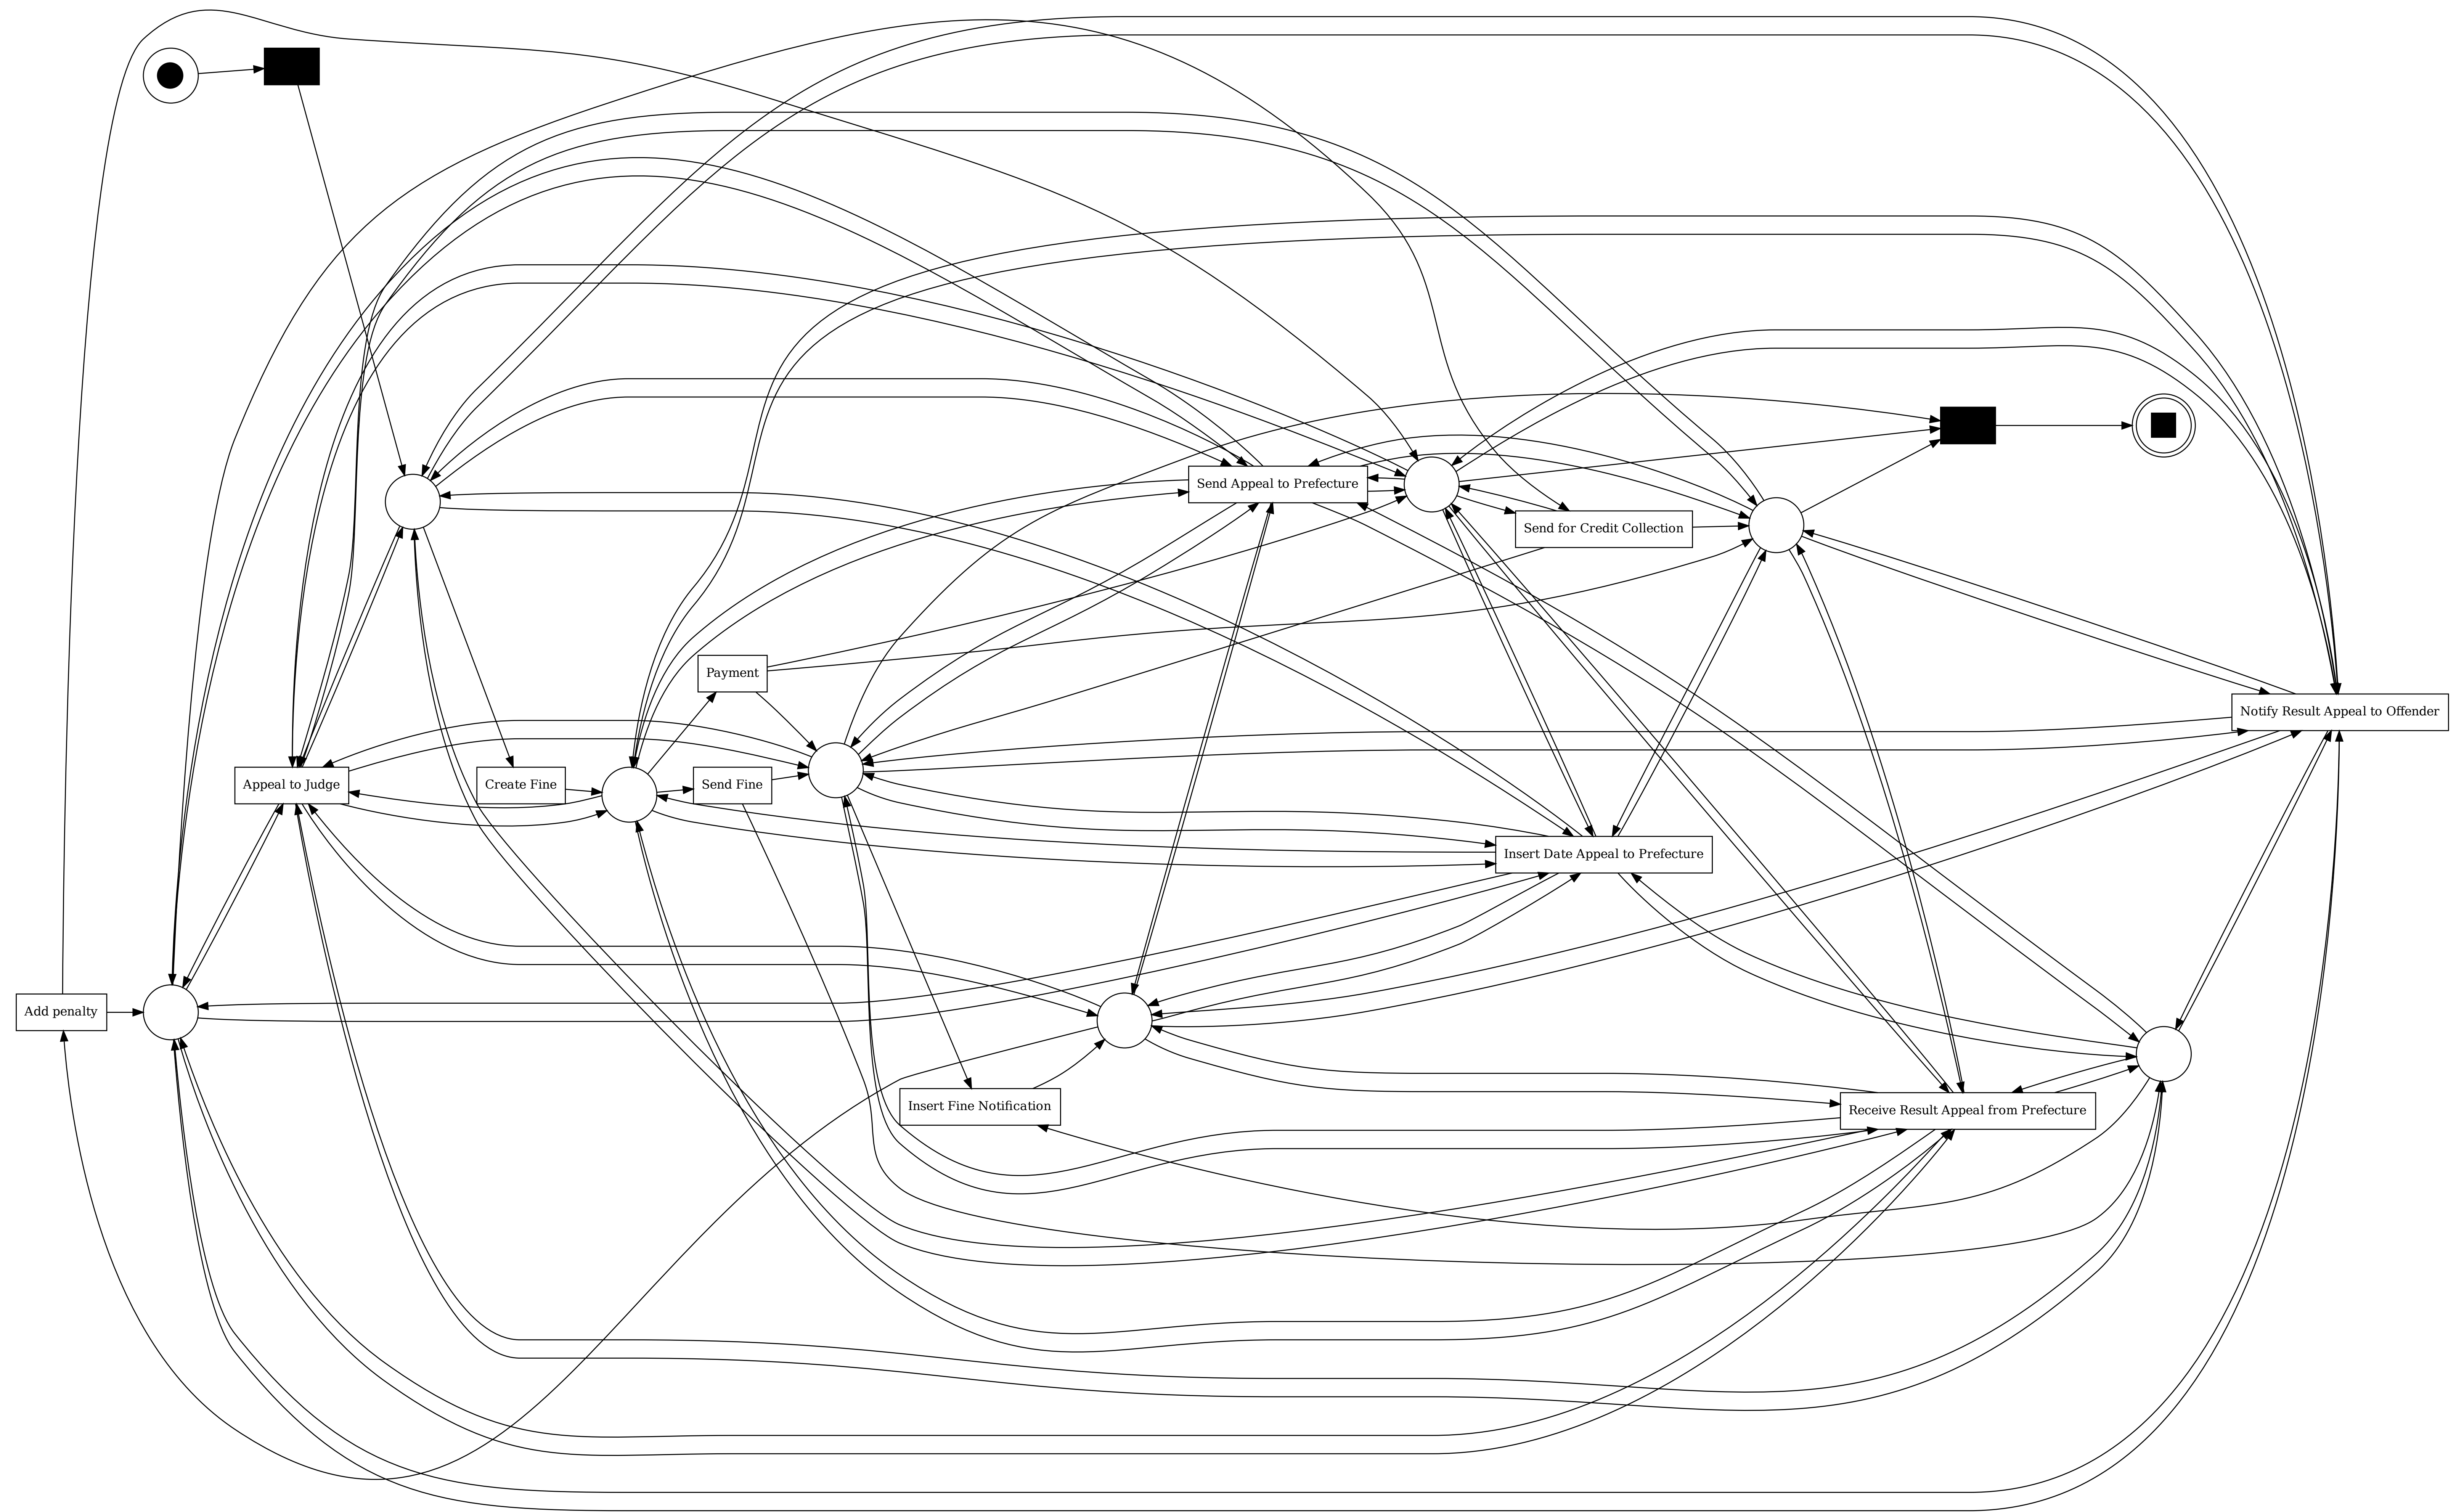 Send Appeal to Prefecture
Send for Credit Collection
Payment
Notify Result Appeal to Offender
Appeal to Judge
Create Fine
Send Fine
Insert Date Appeal to Prefecture
Add penalty
Insert Fine Notification
Receive Result Appeal from Prefecture